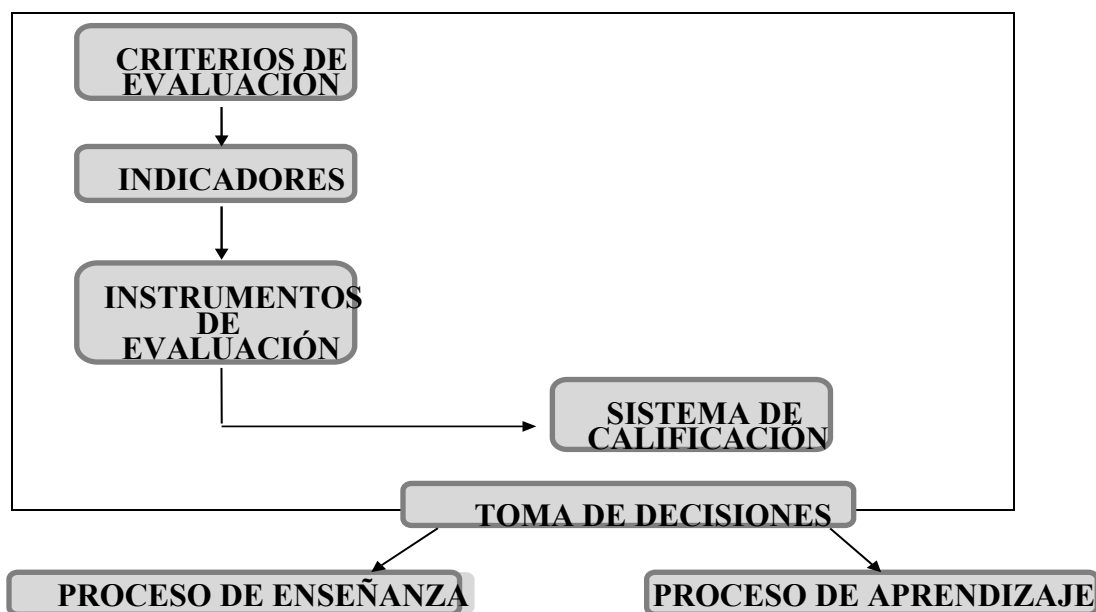 CRITERIOS DE
EVALUACIÓN
INDICADORES
INSTRUMENTOS
DE
EVALUACIÓN
SISTEMA DE
CALIFICACIÓN
TOMA DE DECISIONES
PROCESO DE ENSEÑANZA
PROCESO DE APRENDIZAJE